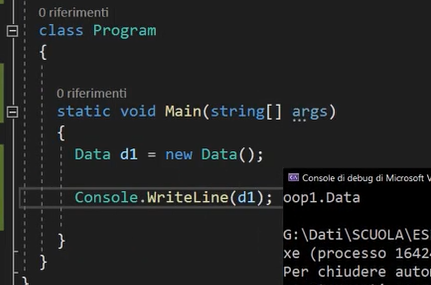 0 riferimenti
class Program
{
0 riferimenti
static void Main(string[] args)
{
Data d1 = new Data();
Console.WriteLine(d1);
}
}
}
Console di debug di Microsoft V
oop1.Data
G:\Dati\SCUOLA\ES
xe (processo 1642
Per chiudere auto